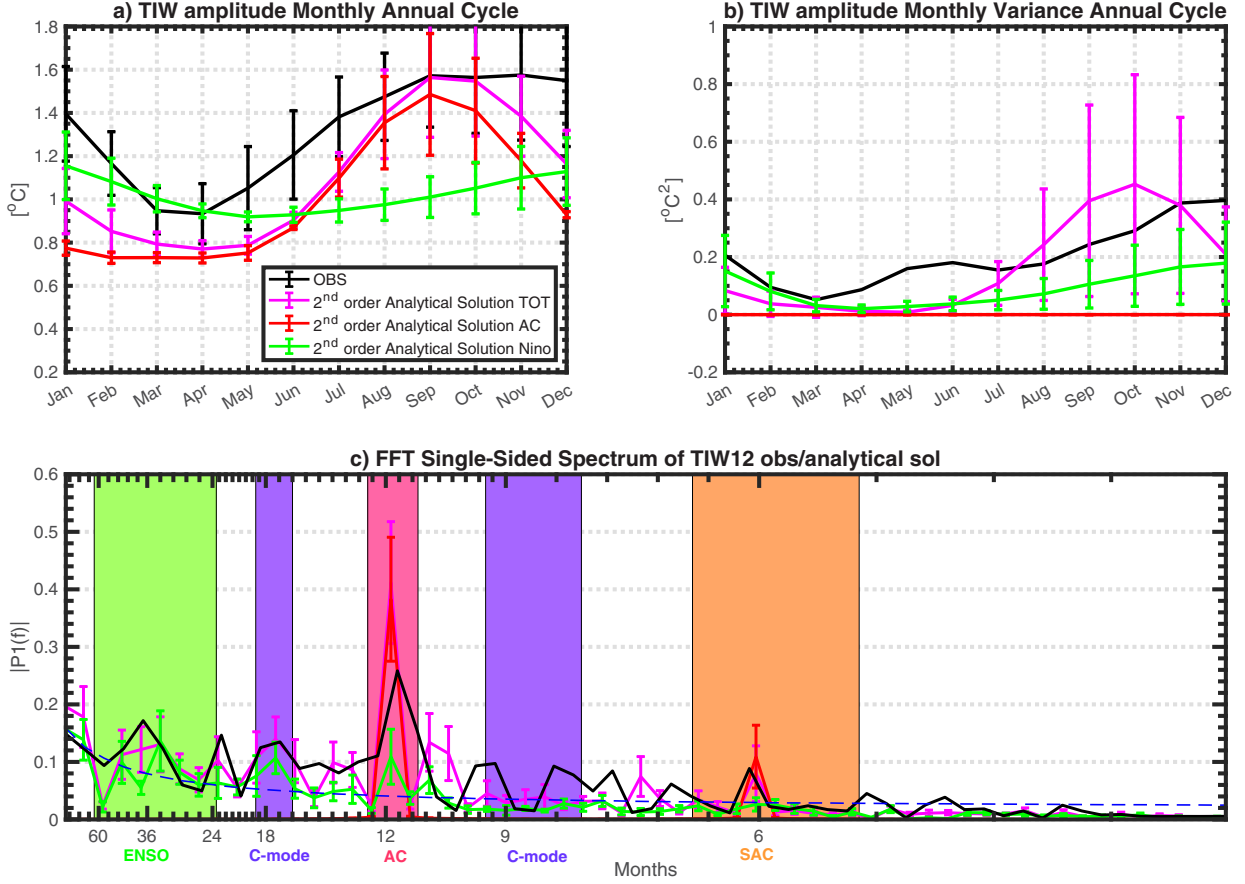 a) TIW amplitude Monthly Annual Cycle
1.8
1.6
1.4
1.2
1
0.8
0.6
0.4
0.2
[°C]
OBS
2nd order Analytical Solution TOT
2nd order Analytical Solution AC
2nd order Analytical Solution Nino
Jan Feb Mar Apr May Jun Jul Aug Sep Oct Nov Dec
b) TIW amplitude Monthly Variance Annual Cycle
1
0.8
0.6
0.4
0.2
0
-0.2
[°C²]
Jan Feb Mar Apr May Jun Jul Aug Sep Oct Nov Dec
c) FFT Single-Sided Spectrum of TIW12 obs/analytical sol
0.6
0.5
0.4
0.3
0.2
0.1
0
|P1(f)|
60 36 24 18 12 9 6
ENSO C-mode AC C-mode SAC
Months